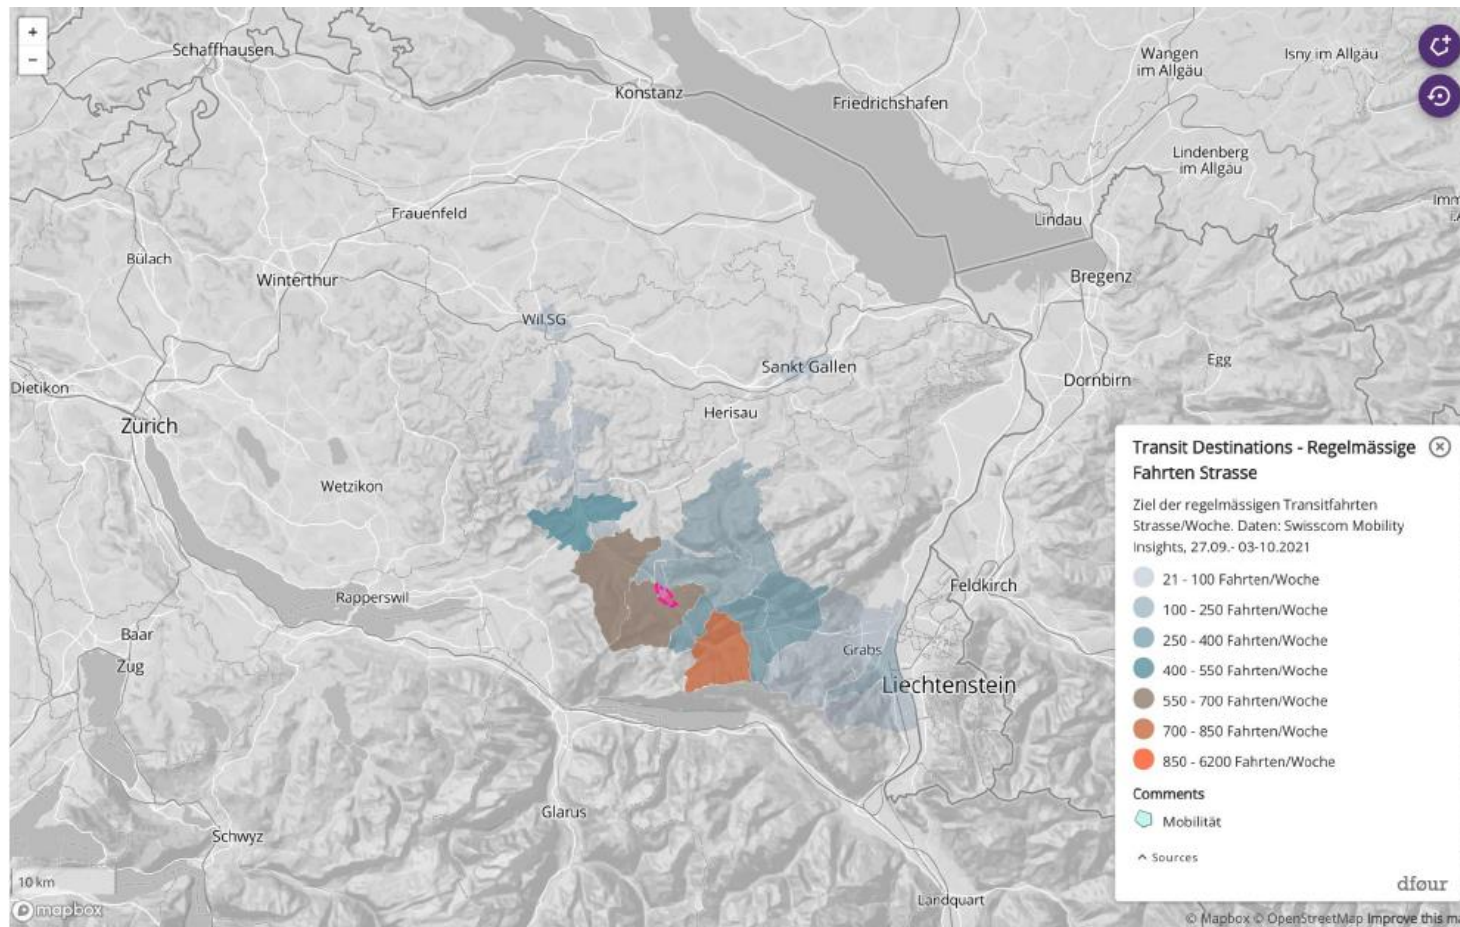 +
−
Schaffhausen
Konstanz
Friedrichshafen
Wangen
im Allgäu
Isny im Allgäu
Lindenberg
im Allgäu
Lindau
Frauenfeld
Bülach
Winterthur
Bregenz
Wil SG
Sankt Gallen
Egg
Dietikon
Dornbirn
Herisau
Zürich
Wetzikon
Rapperswil
Feldkirch
Baar
Zug
Grabs
Liechtenstein
Glarus
Schwyz
Landquart
10 km
mapbox
Transit Destinations - Regelmässige
Fahrten Strasse
Ziel der regelmässigen Transitfahrten
Strasse/Woche. Daten: Swisscom Mobility
Insights, 27.09.- 03-10.2021
21 - 100 Fahrten/Woche
100 - 250 Fahrten/Woche
250 - 400 Fahrten/Woche
400 - 550 Fahrten/Woche
550 - 700 Fahrten/Woche
700 - 850 Fahrten/Woche
850 - 6200 Fahrten/Woche
Comments
Mobilität
Sources
dføur
© Mapbox © OpenStreetMap Improve this ma